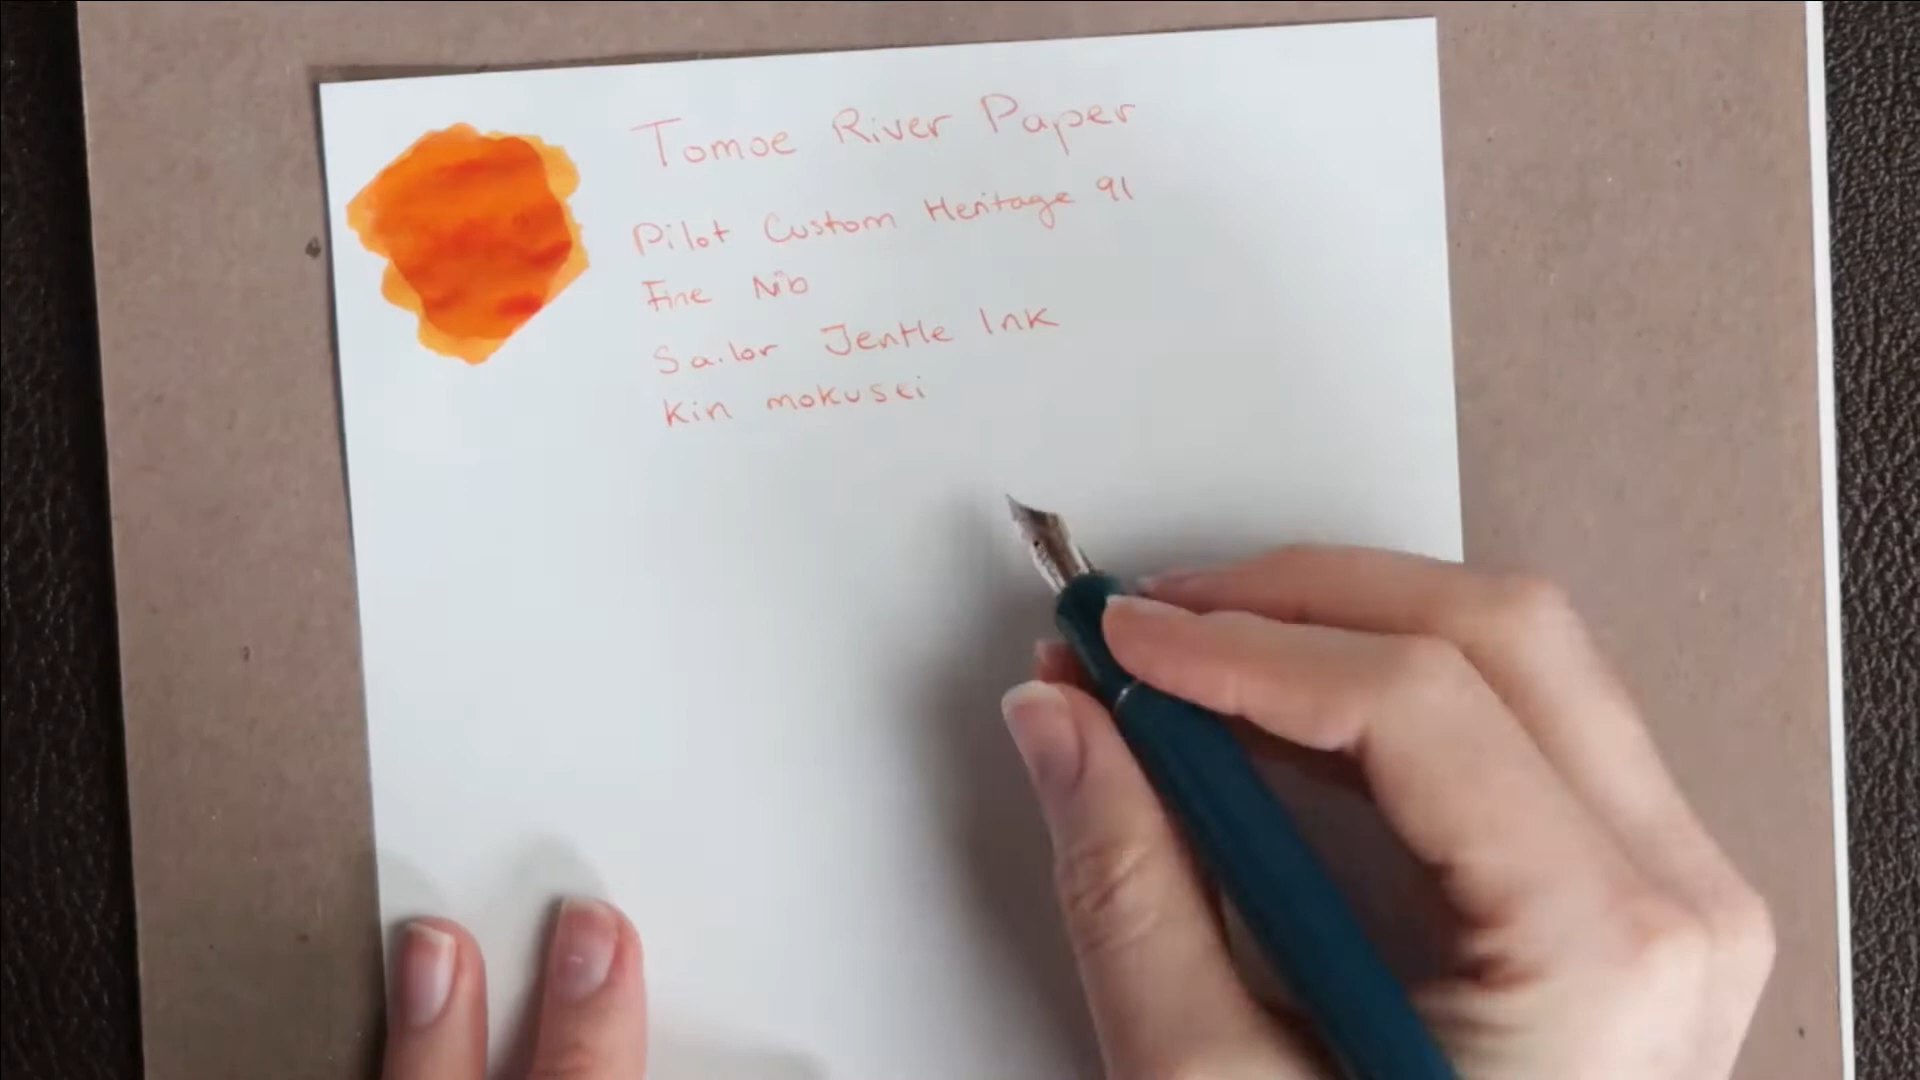 Tomoe River Paper
Pilot Custom Heritage 91
Fine Nib
Sailor Jentle Ink
Kin mokusei